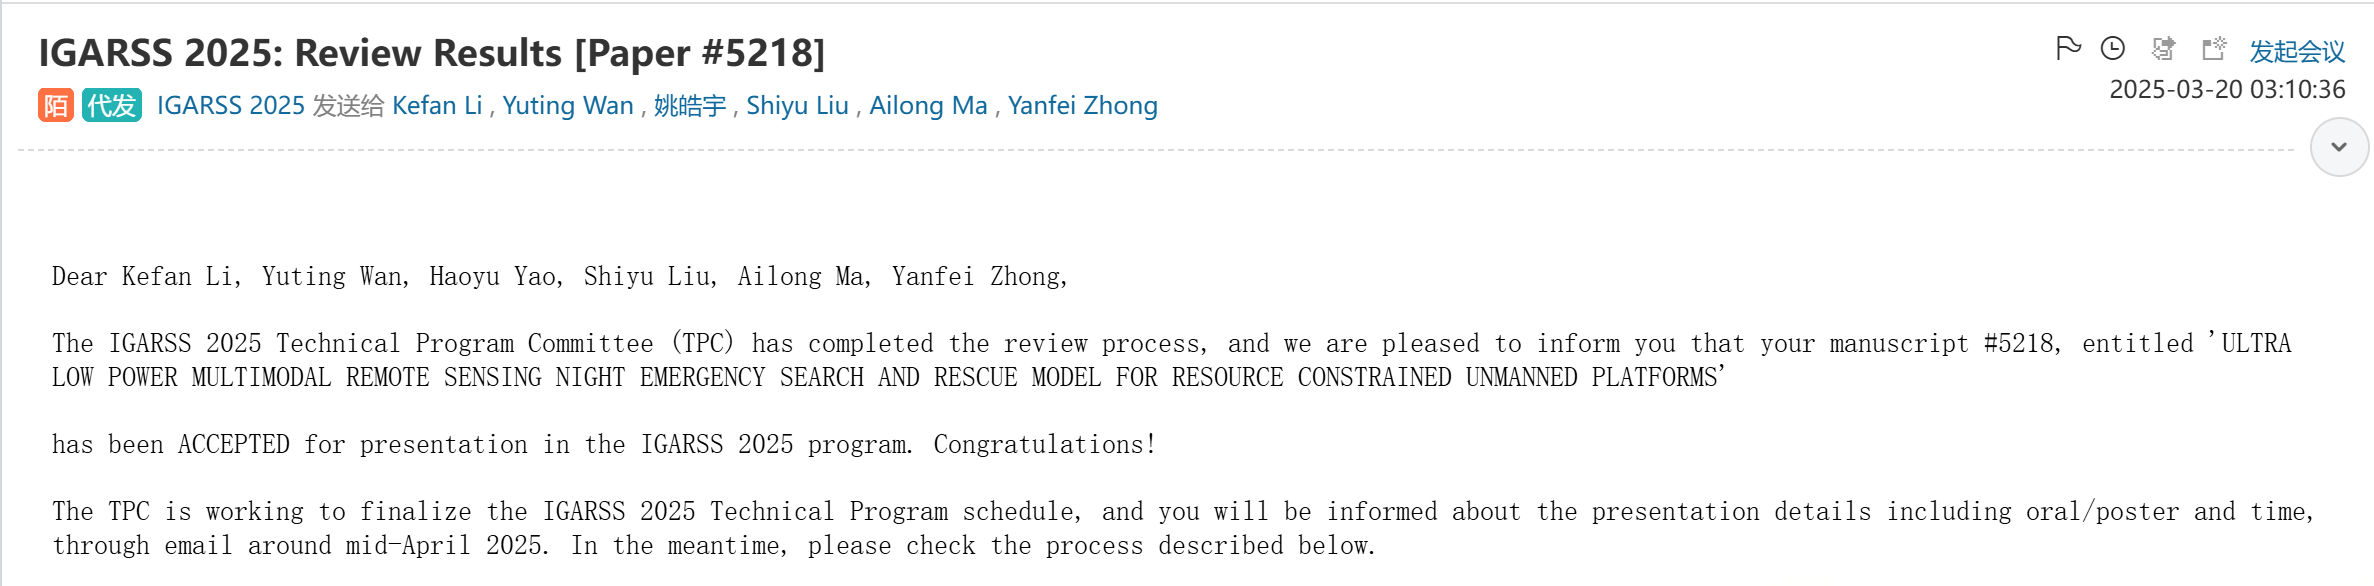 IGARSS 2025: Review Results [Paper #5218]
发起会议
陌 代发 IGARSS 2025 发送给 Kefan Li , Yuting Wan , 姚皓宇 , Shiyu Liu , Ailong Ma , Yanfei Zhong
2025-03-20 03:10:36
Dear Kefan Li, Yuting Wan, Haoyu Yao, Shiyu Liu, Ailong Ma, Yanfei Zhong,
The IGARSS 2025 Technical Program Committee (TPC) has completed the review process, and we are pleased to inform you that your manuscript #5218, entitled 'ULTRA
LOW POWER MULTIMODAL REMOTE SENSING NIGHT EMERGENCY SEARCH AND RESCUE MODEL FOR RESOURCE CONSTRAINED UNMANNED PLATFORMS'
has been ACCEPTED for presentation in the IGARSS 2025 program. Congratulations!
The TPC is working to finalize the IGARSS 2025 Technical Program schedule, and you will be informed about the presentation details including oral/poster and time,
through email around mid-April 2025. In the meantime, please check the process described below.